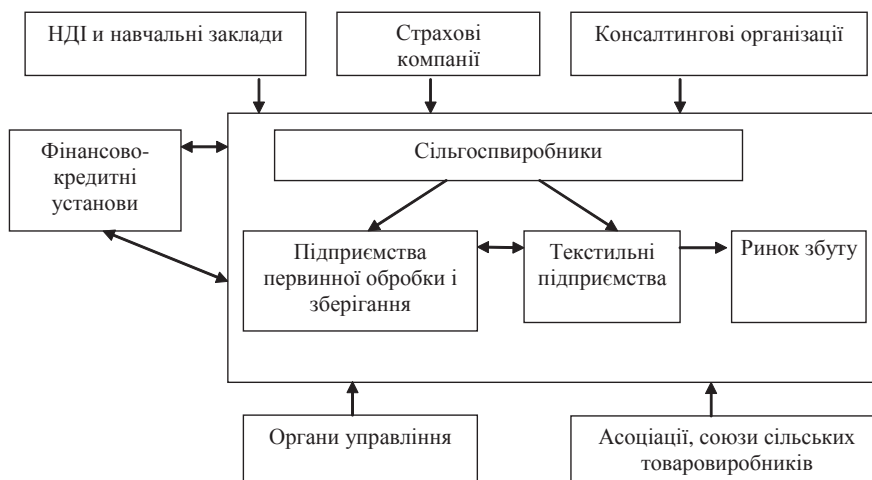 НДІ и навчальні заклади
Страхові
компанії
Консалтингові організації
Фінансово-
кредитні
установи
Сільгоспвиробники
Підприємства
первинної обробки і
зберігання
Текстильні
підприємства
Ринок збуту
Органи управління
Асоціації, союзи сільських
товаровиробників